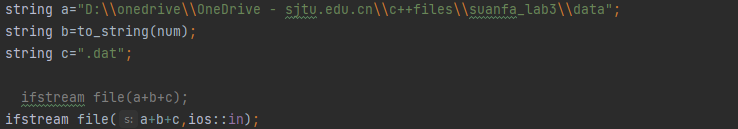 string a="D:\\onedrive\\OneDrive - sjtu.edu.cn\\c++files\\suanfa_lab3\\data";
string b=to_string(num);
string c=".dat";
ifstream file(a+b+c);
ifstream file( s: a+b+c,ios::in);